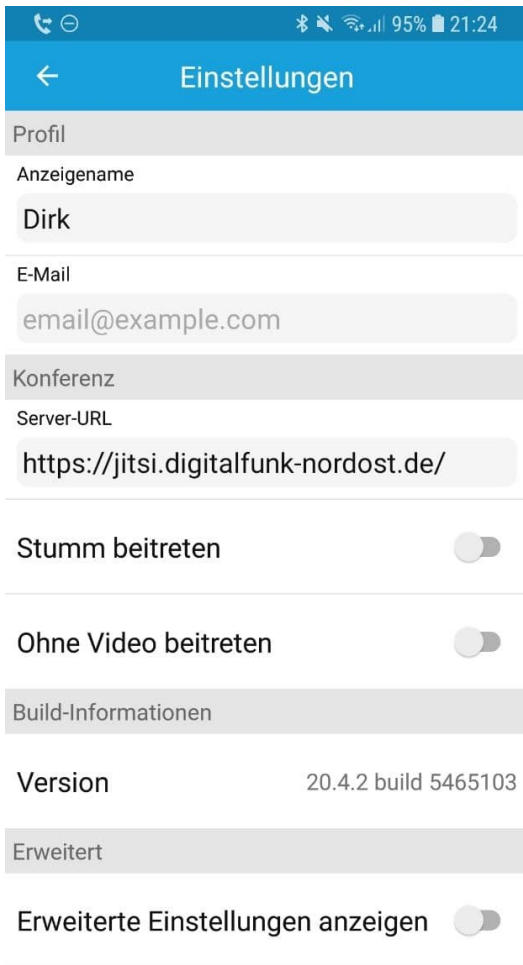 95% 21:24
Einstellungen
Profil
Anzeigename
Dirk
E-Mail
email@example.com
Konferenz
Server-URL
https://jitsi.digitalfunk-nordost.de/
Stumm beitreten
Ohne Video beitreten
Build-Informationen
Version 20.4.2 build 5465103
Erweitert
Erweiterte Einstellungen anzeigen